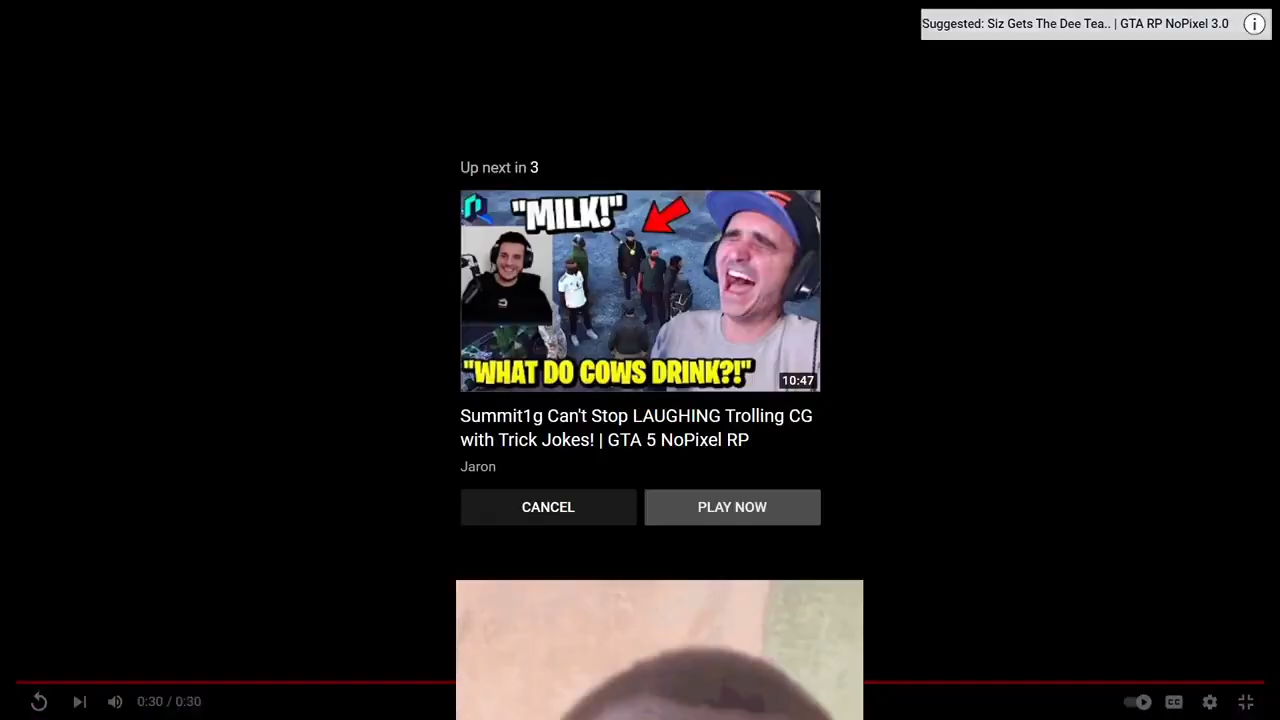 Suggested: Siz Gets The Dee Tea.. | GTA RP NoPixel 3.0
Up next in 3
"MILK!"
"WHAT DO COWS DRINK?!"
10:47
Summit1g Can't Stop LAUGHING Trolling CG
with Trick Jokes! | GTA 5 NoPixel RP
Jaron
CANCEL
PLAY NOW
0:30 / 0:30
CC